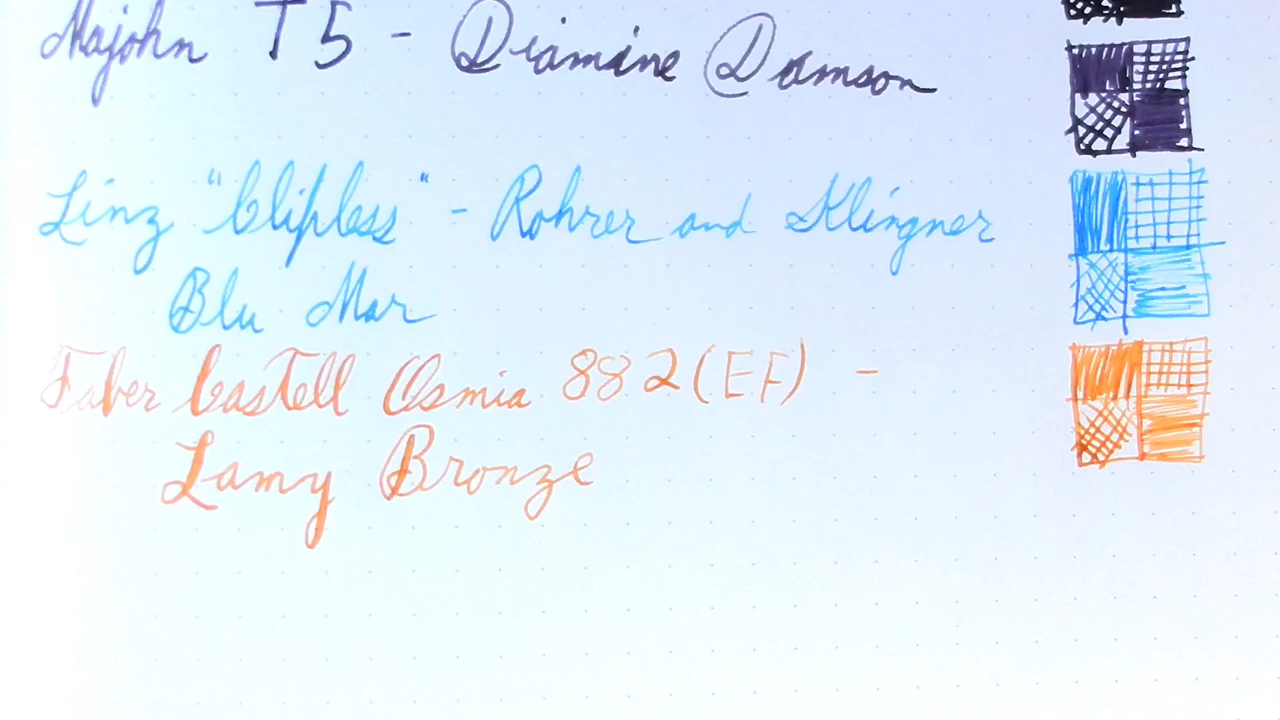 Majohn T5 - Diamine Damson
Linz "Clipless" - Rohrer and Klingner
Blu Mar
Faber Castell Osmia 882 (EF) -
Lamy Bronze